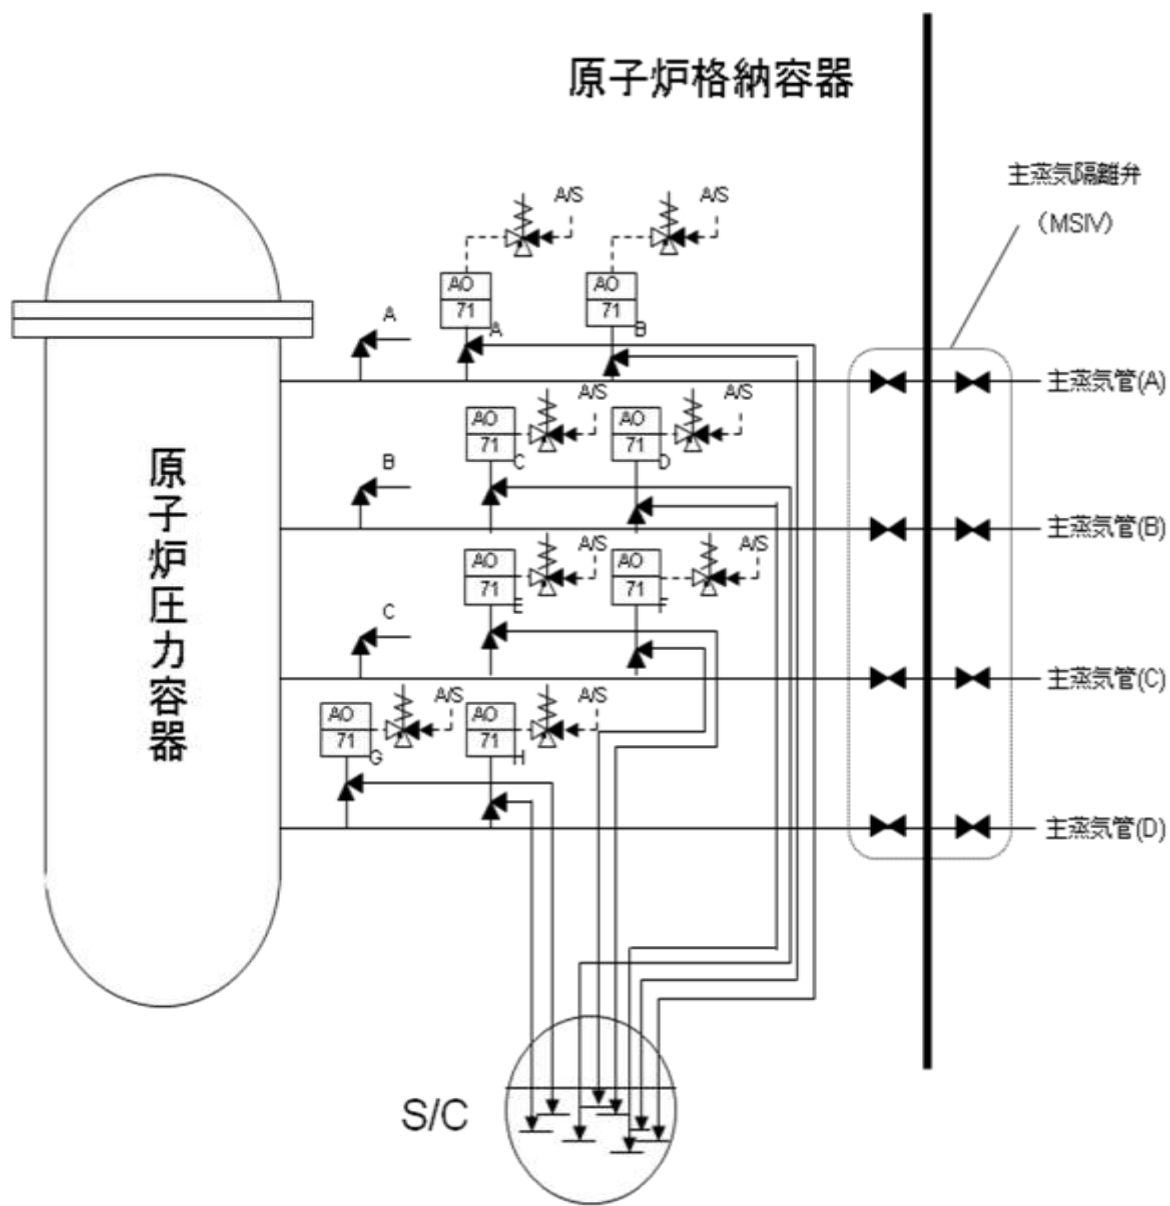 原子炉格納容器
主蒸気隔離弁
（MSIV）
A/S
A/S
AO
71
A
AO
71
B
A
主蒸気管(A)
A/S
A/S
AO
71
C
AO
71
D
B
主蒸気管(B)
原子炉圧力容器
A/S
A/S
AO
71
E
AO
71
F
C
主蒸気管(C)
A/S
A/S
AO
71
G
AO
71
H
主蒸気管(D)
S/C